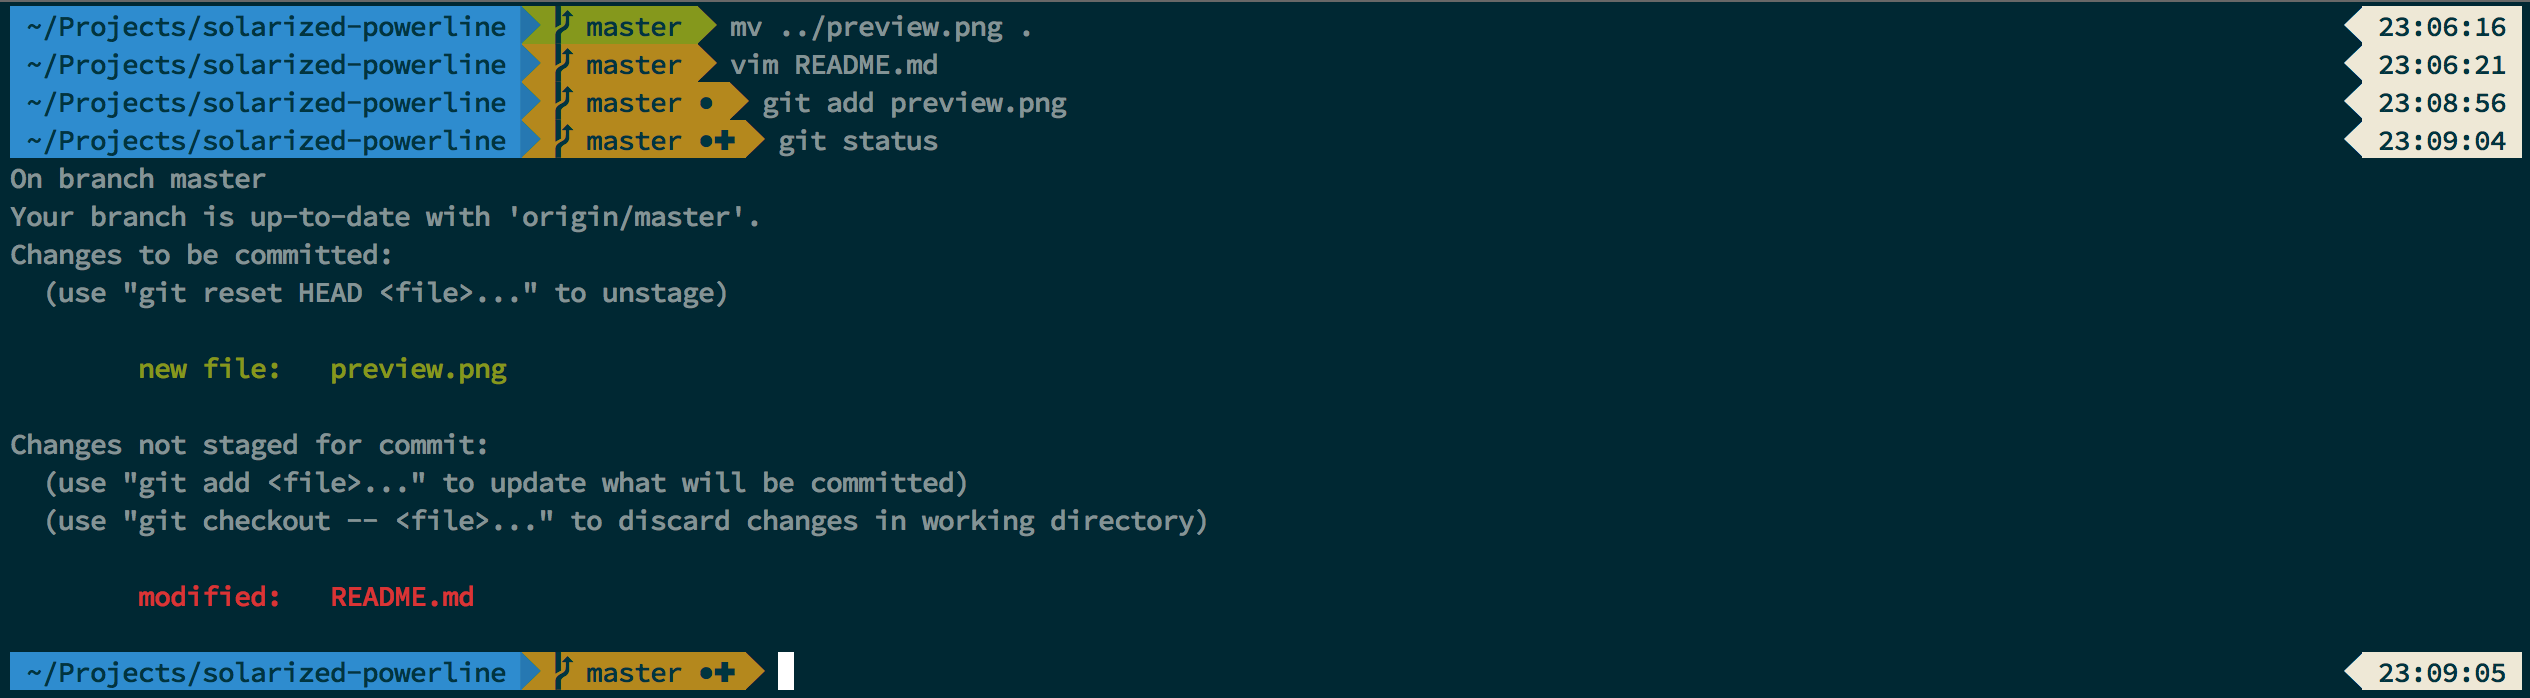 ~/Projects/solarized-powerline master mv ../preview.png . 23:06:16
~/Projects/solarized-powerline master vim README.md 23:06:21
~/Projects/solarized-powerline master ● git add preview.png 23:08:56
~/Projects/solarized-powerline master ●✚ git status 23:09:04
On branch master
Your branch is up-to-date with 'origin/master'.
Changes to be committed:
  (use "git reset HEAD <file>..." to unstage)
        new file:   preview.png
Changes not staged for commit:
  (use "git add <file>..." to update what will be committed)
  (use "git checkout -- <file>..." to discard changes in working directory)
        modified:   README.md
~/Projects/solarized-powerline master ●✚ 23:09:05